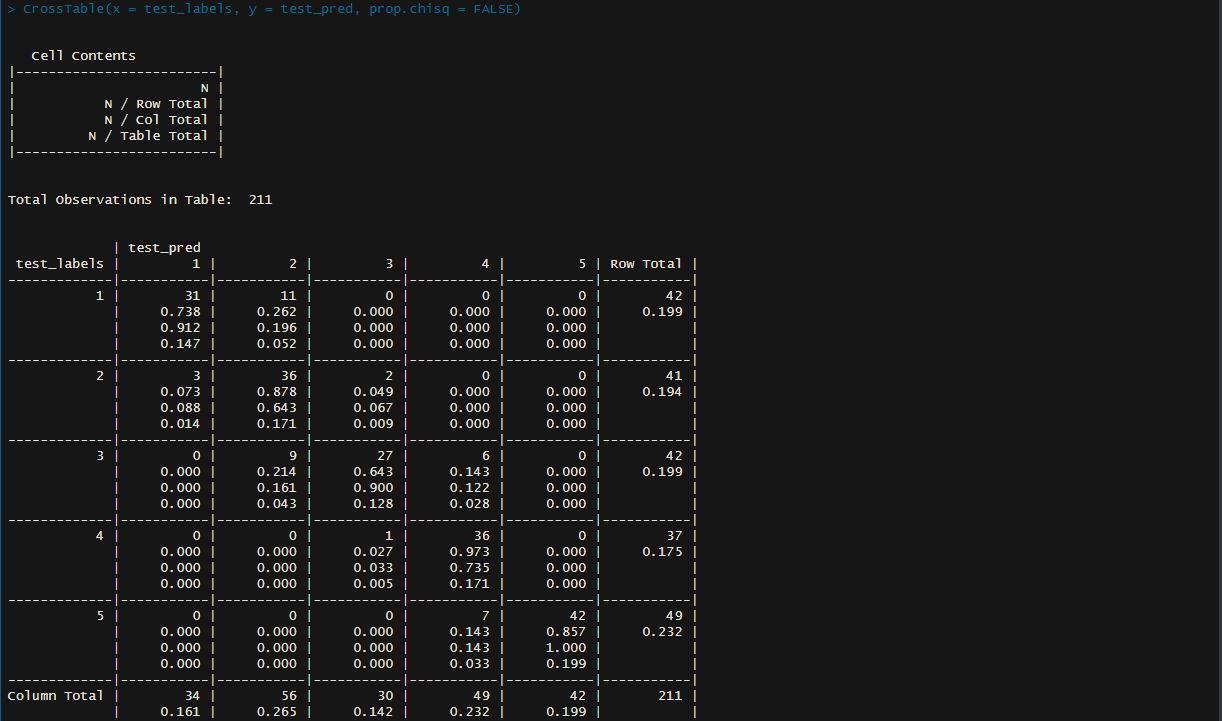 > CrossTable(x = test_labels, y = test_pred, prop.chisq = FALSE)
   Cell Contents
|-------------------------|
|                       N |
|           N / Row Total |
|           N / Col Total |
|         N / Table Total |
|-------------------------|
Total Observations in Table:  211
             | test_pred
 test_labels |         1 |         2 |         3 |         4 |         5 | Row Total |
-------------|-----------|-----------|-----------|-----------|-----------|-----------|
           1 |        31 |        11 |         0 |         0 |         0 |        42 |
             |     0.738 |     0.262 |     0.000 |     0.000 |     0.000 |     0.199 |
             |     0.912 |     0.196 |     0.000 |     0.000 |     0.000 |           |
             |     0.147 |     0.052 |     0.000 |     0.000 |     0.000 |           |
-------------|-----------|-----------|-----------|-----------|-----------|-----------|
           2 |         3 |        36 |         2 |         0 |         0 |        41 |
             |     0.073 |     0.878 |     0.049 |     0.000 |     0.000 |     0.194 |
             |     0.088 |     0.643 |     0.067 |     0.000 |     0.000 |           |
             |     0.014 |     0.171 |     0.009 |     0.000 |     0.000 |           |
-------------|-----------|-----------|-----------|-----------|-----------|-----------|
           3 |         0 |         9 |        27 |         6 |         0 |        42 |
             |     0.000 |     0.214 |     0.643 |     0.143 |     0.000 |     0.199 |
             |     0.000 |     0.161 |     0.900 |     0.122 |     0.000 |           |
             |     0.000 |     0.043 |     0.128 |     0.028 |     0.000 |           |
-------------|-----------|-----------|-----------|-----------|-----------|-----------|
           4 |         0 |         0 |         1 |        36 |         0 |        37 |
             |     0.000 |     0.000 |     0.027 |     0.973 |     0.000 |     0.175 |
             |     0.000 |     0.000 |     0.033 |     0.735 |     0.000 |           |
             |     0.000 |     0.000 |     0.005 |     0.171 |     0.000 |           |
-------------|-----------|-----------|-----------|-----------|-----------|-----------|
           5 |         0 |         0 |         0 |         7 |        42 |        49 |
             |     0.000 |     0.000 |     0.000 |     0.143 |     0.857 |     0.232 |
             |     0.000 |     0.000 |     0.000 |     0.143 |     1.000 |           |
             |     0.000 |     0.000 |     0.000 |     0.033 |     0.199 |           |
-------------|-----------|-----------|-----------|-----------|-----------|-----------|
Column Total |        34 |        56 |        30 |        49 |        42 |       211 |
             |     0.161 |     0.265 |     0.142 |     0.232 |     0.199 |           |